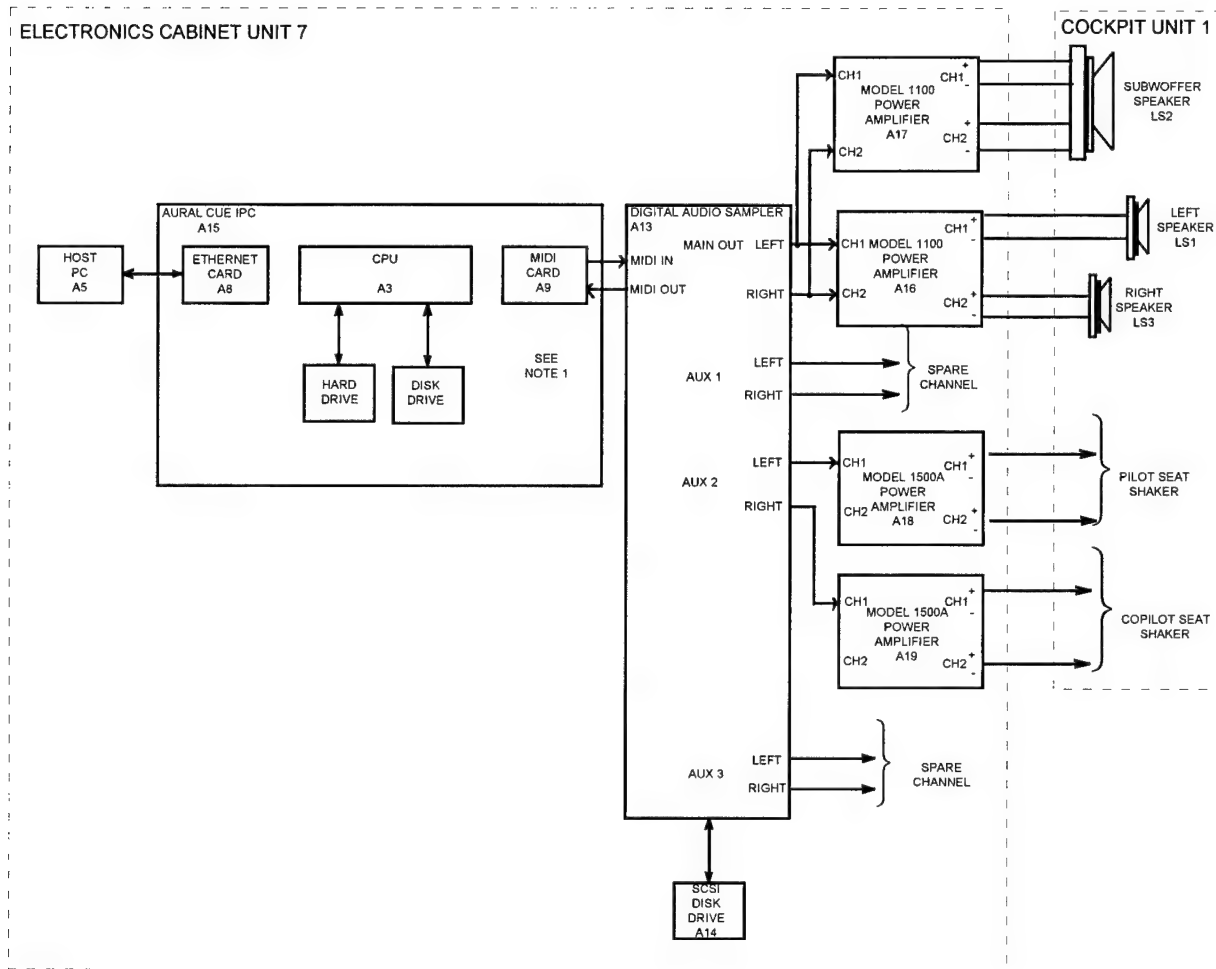 ELECTRONICS CABINET UNIT 7
COCKPIT UNIT 1
CH1
MODEL 1100
POWER
AMPLIFIER
A17
CH2
CH1
+
-
CH2
+
-
SUBWOFFER
SPEAKER
LS2
AURAL CUE IPC
A15
HOST
PC
A5
ETHERNET
CARD
A8
CPU
A3
HARD
DRIVE
DISK
DRIVE
MIDI
CARD
A9
SEE
NOTE 1
DIGITAL AUDIO SAMPLER
A13
MIDI IN
MIDI OUT
MAIN OUT
LEFT
RIGHT
CH1
MODEL 1100
POWER
AMPLIFIER
A16
CH2
CH1
+
-
CH2
+
-
LEFT
SPEAKER
LS1
RIGHT
SPEAKER
LS3
AUX 1
LEFT
RIGHT
SPARE
CHANNEL
AUX 2
LEFT
RIGHT
CH1
MODEL 1500A
POWER
AMPLIFIER
A18
CH2
CH1
+
-
CH2
+
-
PILOT SEAT
SHAKER
CH1
MODEL 1500A
POWER
AMPLIFIER
A19
CH2
CH1
+
-
CH2
+
-
COPILOT SEAT
SHAKER
AUX 3
LEFT
RIGHT
SPARE
CHANNEL
SCSI
DISK
DRIVE
A14